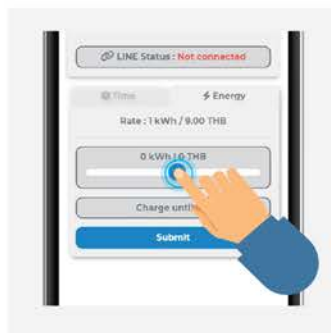 LINE Status : Not connected
Time
Energy
Rate : 1 kWh / 9.00 THB
0 kWh | 0 THB
Charge until
Submit